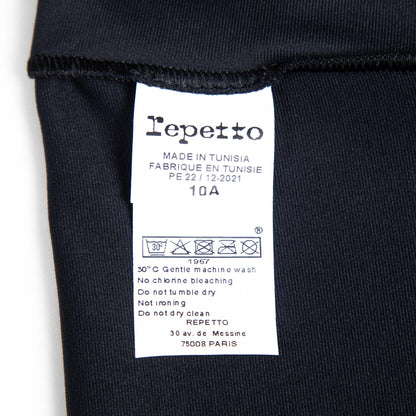 repetto
MADE IN TUNISIA
FABRIQUE EN TUNISIE
PE 22 / 12-2021
10A
®
30°
1967
30°C Gentle machine wash
No chlorine bleaching
Do not tumble dry
Not ironing
Do not dry clean
REPETTO
30 av. de Messine
75008 PARIS